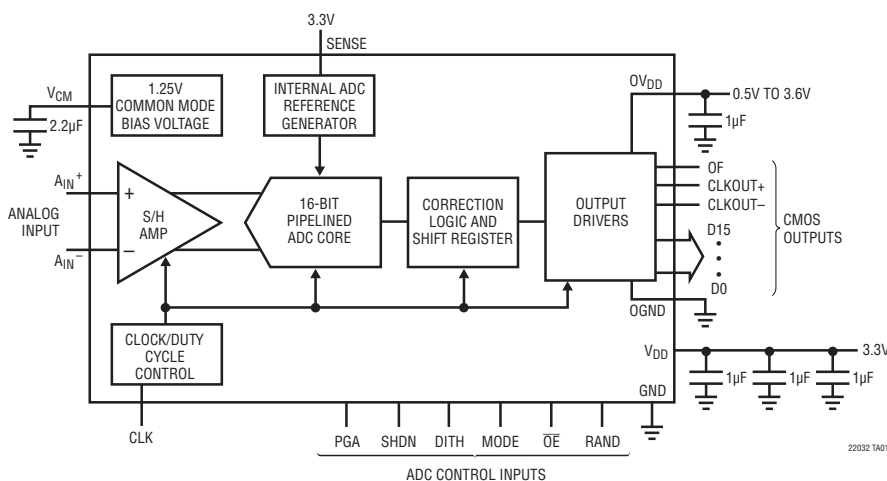 3.3V
SENSE
VCM
2.2µF
1.25V
COMMON MODE
BIAS VOLTAGE
INTERNAL ADC
REFERENCE
GENERATOR
OVDD
0.5V TO 3.6V
1µF
AIN+
ANALOG
INPUT
AIN−
+
−
S/H
AMP
16-BIT
PIPELINED
ADC CORE
CORRECTION
LOGIC AND
SHIFT REGISTER
OUTPUT
DRIVERS
OF
CLKOUT+
CLKOUT−
D15
•
•
•
D0
CMOS
OUTPUTS
OGND
CLOCK/DUTY
CYCLE
CONTROL
VDD
3.3V
1µF
1µF
1µF
GND
CLK
PGA
SHDN
DITH
MODE
O̅E̅
RAND
ADC CONTROL INPUTS
22032 TA01